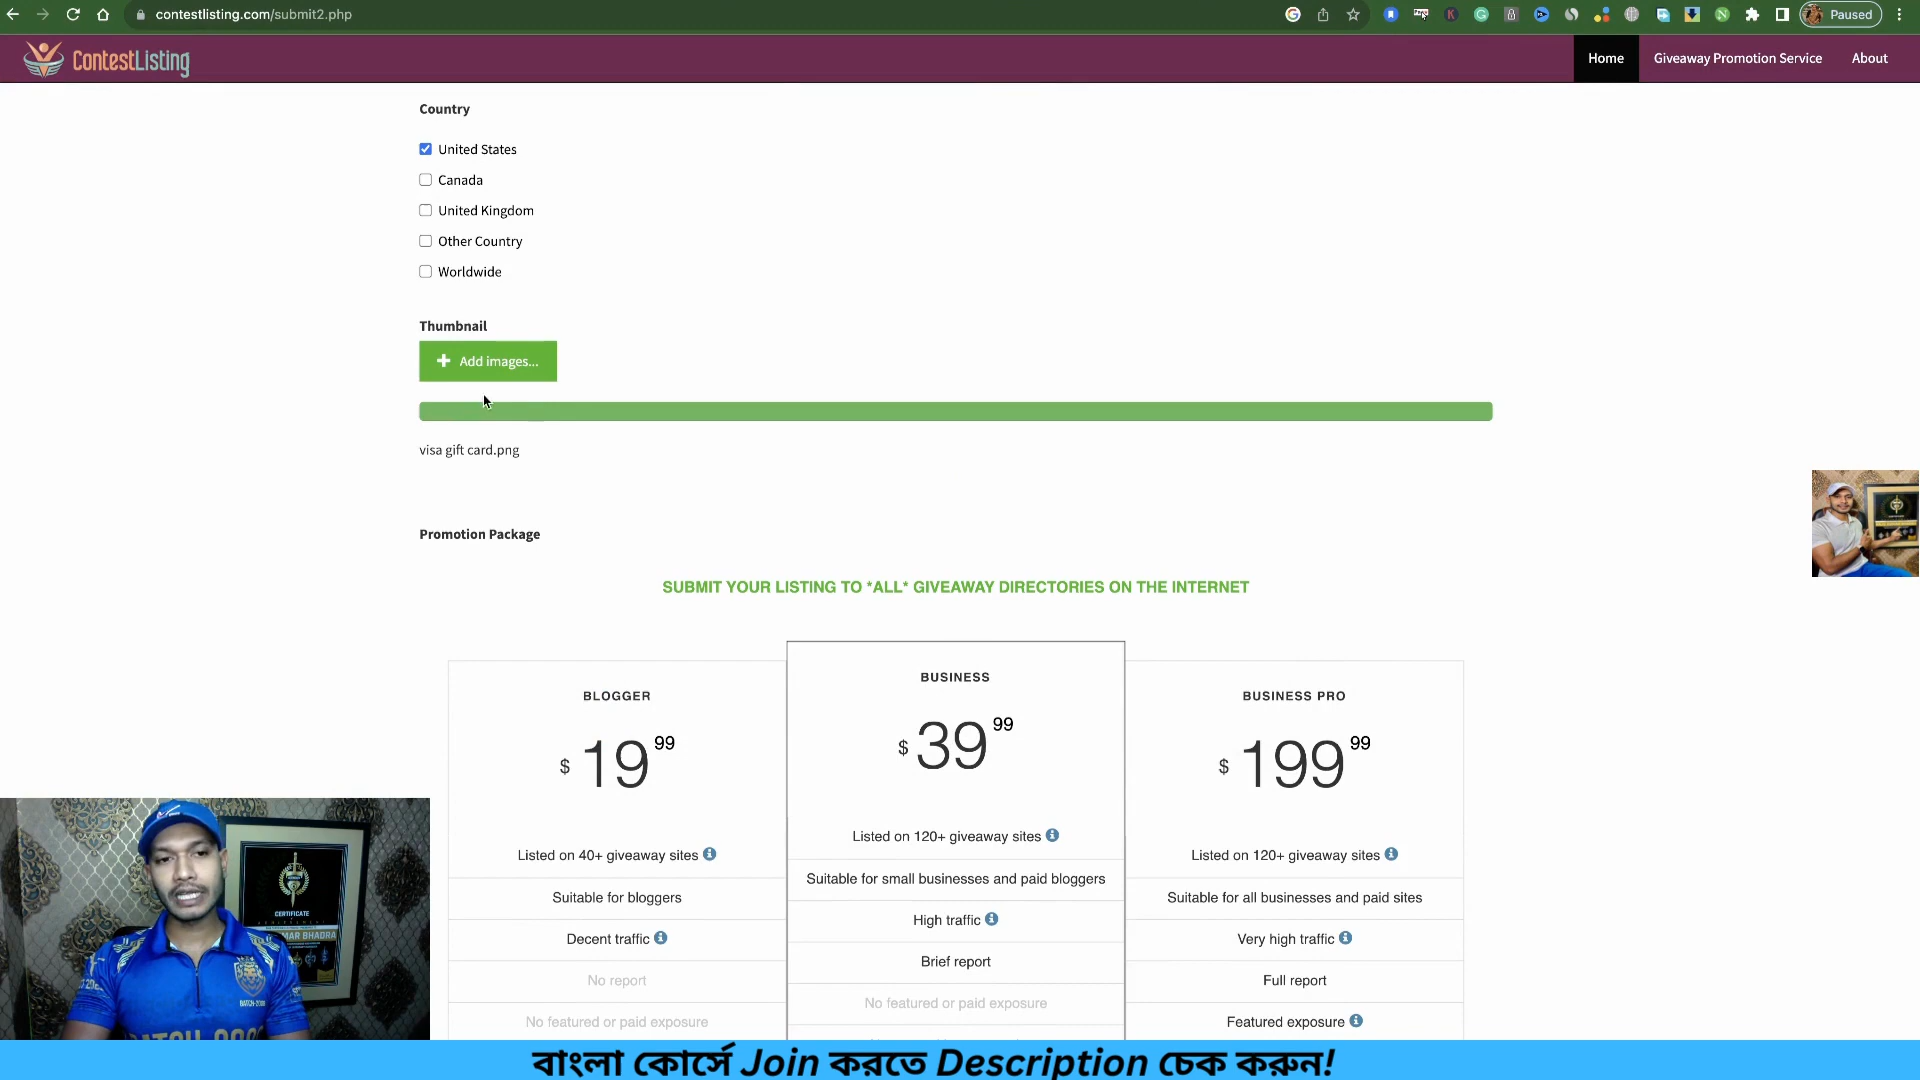 contestlisting.com/submit2.php
Paused
ContestListing
Home
Giveaway Promotion Service
About
Country
United States
Canada
United Kingdom
Other Country
Worldwide
Thumbnail
Add images...
visa gift card.png
Promotion Package
SUBMIT YOUR LISTING TO *ALL* GIVEAWAY DIRECTORIES ON THE INTERNET
BLOGGER
$ 19 99
Listed on 40+ giveaway sites
Suitable for bloggers
Decent traffic
No report
No featured or paid exposure
BUSINESS
$ 39 99
Listed on 120+ giveaway sites
Suitable for small businesses and paid bloggers
High traffic
Brief report
No featured or paid exposure
BUSINESS PRO
$ 199 99
Listed on 120+ giveaway sites
Suitable for all businesses and paid sites
Very high traffic
Full report
Featured exposure
CERTIFICATE
MAR BHADRA
বাংলা কোর্সে Join করতে Description চেক করুন!